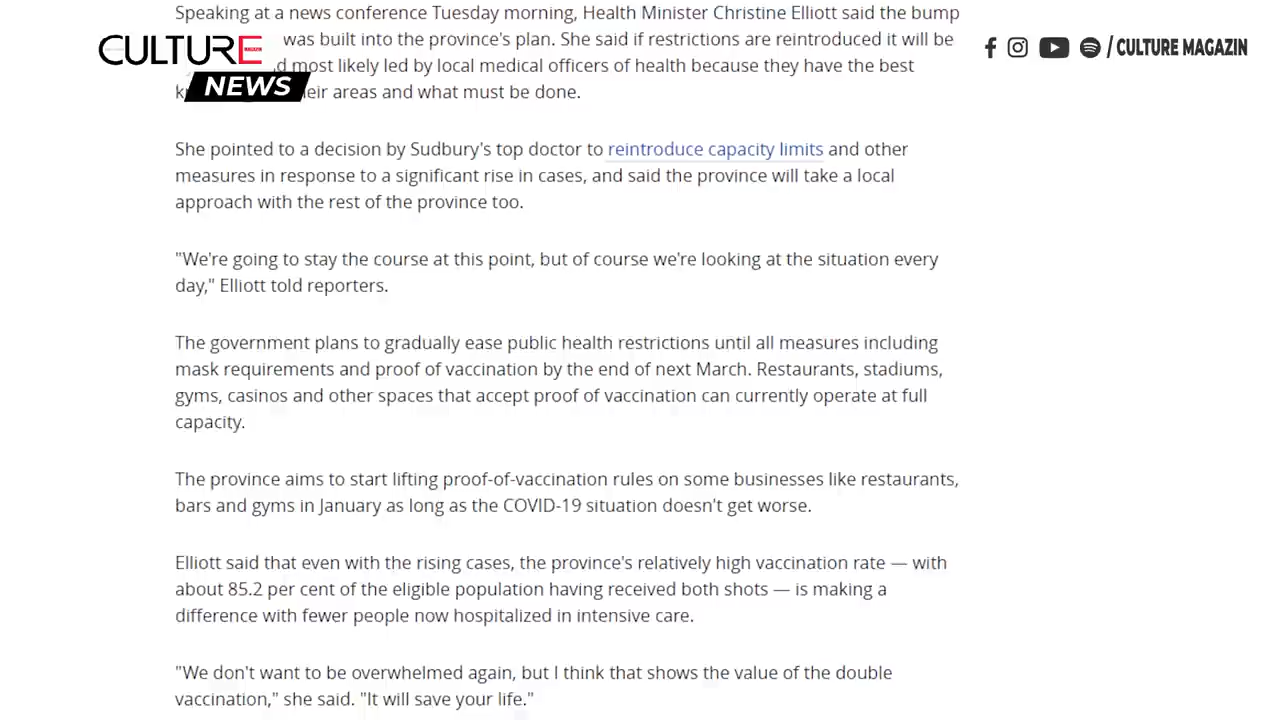 Speaking at a news conference Tuesday morning, Health Minister Christine Elliott said the bump
CULTURE
was built into the province's plan. She said if restrictions are reintroduced it will be
/ CULTURE MAGAZIN
most likely led by local medical officers of health because they have the best
NEWS
areas and what must be done.
She pointed to a decision by Sudbury's top doctor to reintroduce capacity limits and other
measures in response to a significant rise in cases, and said the province will take a local
approach with the rest of the province too.
"We're going to stay the course at this point, but of course we're looking at the situation every
day," Elliott told reporters.
The government plans to gradually ease public health restrictions until all measures including
mask requirements and proof of vaccination by the end of next March. Restaurants, stadiums,
gyms, casinos and other spaces that accept proof of vaccination can currently operate at full
capacity.
The province aims to start lifting proof-of-vaccination rules on some businesses like restaurants,
bars and gyms in January as long as the COVID-19 situation doesn't get worse.
Elliott said that even with the rising cases, the province's relatively high vaccination rate — with
about 85.2 per cent of the eligible population having received both shots — is making a
difference with fewer people now hospitalized in intensive care.
"We don't want to be overwhelmed again, but I think that shows the value of the double
vaccination," she said. "It will save your life."